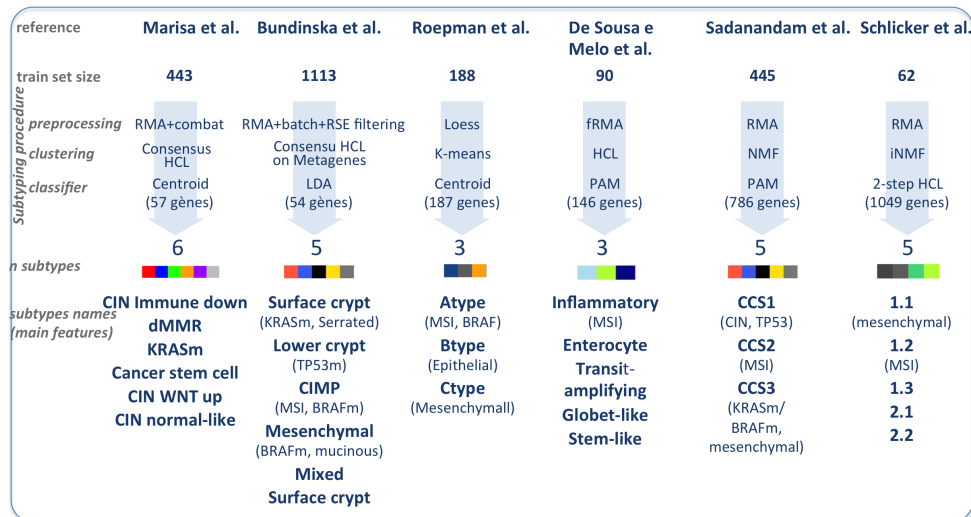 reference Marisa et al. Bundinska et al. Roepman et al. De Sousa e Melo et al. Sadanandam et al. Schlicker et al.
train set size 443 1113 188 90 445 62
Subtyping procedure
preprocessing RMA+combat RMA+batch+RSE filtering Loess fRMA RMA RMA
clustering Consensus HCL Consensu HCL on Metagenes K-means HCL NMF iNMF
classifier Centroid (57 gènes) LDA (54 gènes) Centroid (187 genes) PAM (146 genes) PAM (786 genes) 2-step HCL (1049 genes)
6 5 3 3 5 5
n subtypes
subtypes names
(main features)
CIN Immune down
dMMR
KRASm
Cancer stem cell
CIN WNT up
CIN normal-like
Surface crypt
(KRASm, Serrated)
Lower crypt
(TP53m)
CIMP
(MSI, BRAFm)
Mesenchymal
(BRAFm, mucinous)
Mixed
Surface crypt
Atype
(MSI, BRAF)
Btype
(Epithelial)
Ctype
(Mesenchymall)
Inflammatory
(MSI)
Enterocyte
Transit-
amplifying
Globet-like
Stem-like
CCS1
(CIN, TP53)
CCS2
(MSI)
CCS3
(KRASm/
BRAFm,
mesenchymal)
1.1
(mesenchymal)
1.2
(MSI)
1.3
2.1
2.2